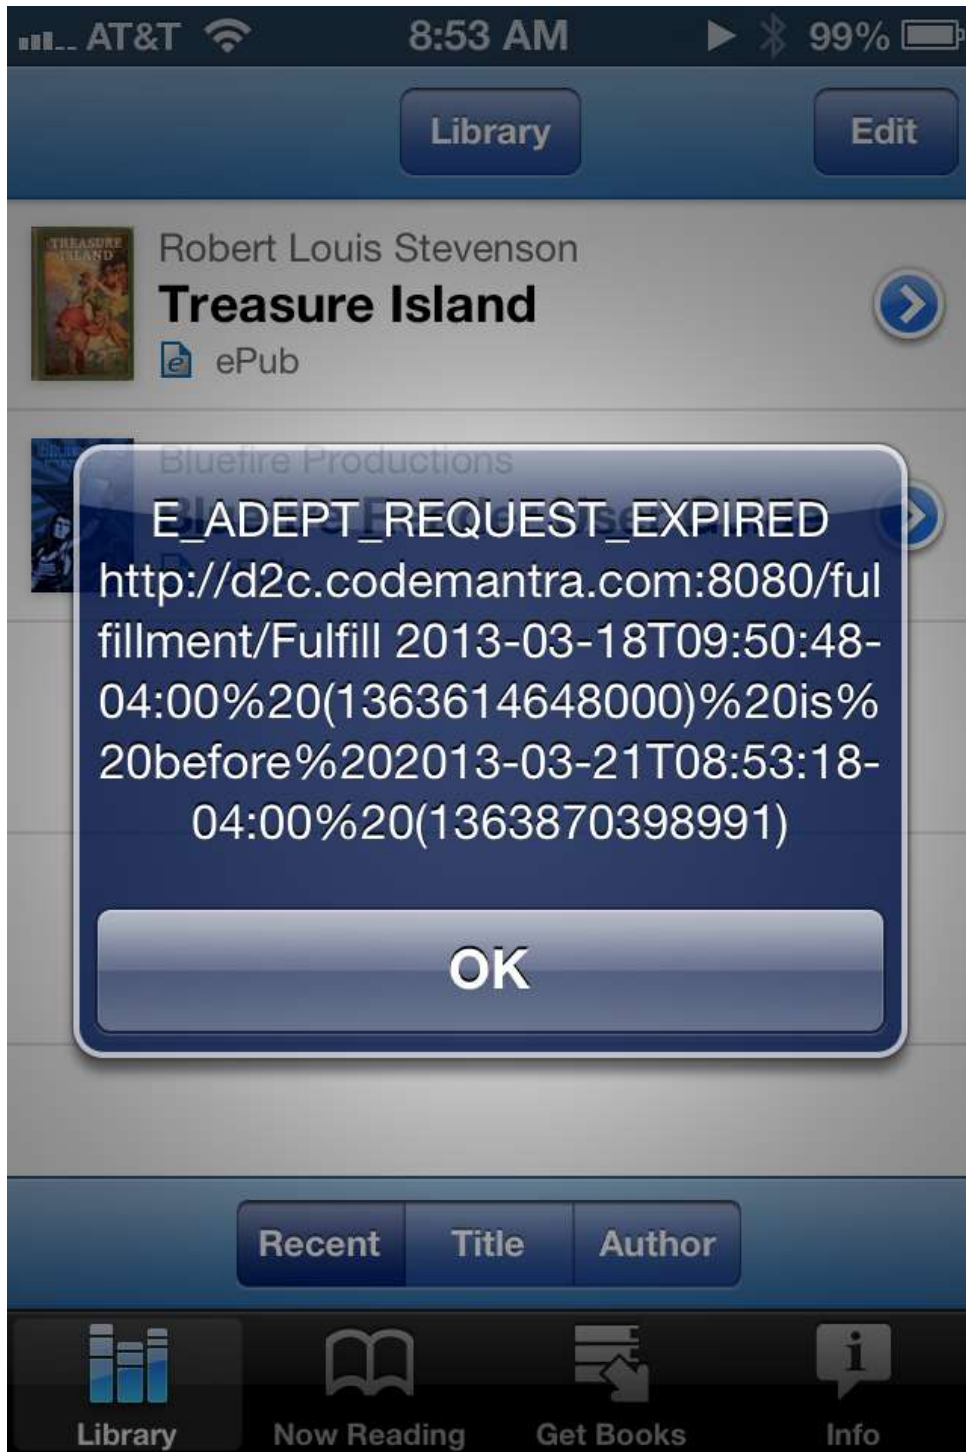 AT&T 8:53 AM 99%
Library Edit
TREASURE
ISLAND
Robert Louis Stevenson
Treasure Island
ePub
Bluefire Productions
E_ADEPT_REQUEST_EXPIRED
http://d2c.codemantra.com:8080/ful
fillment/Fulfill 2013-03-18T09:50:48-
04:00%20(1363614648000)%20is%
20before%202013-03-21T08:53:18-
04:00%20(1363870398991)
OK
Recent Title Author
Library Now Reading Get Books Info